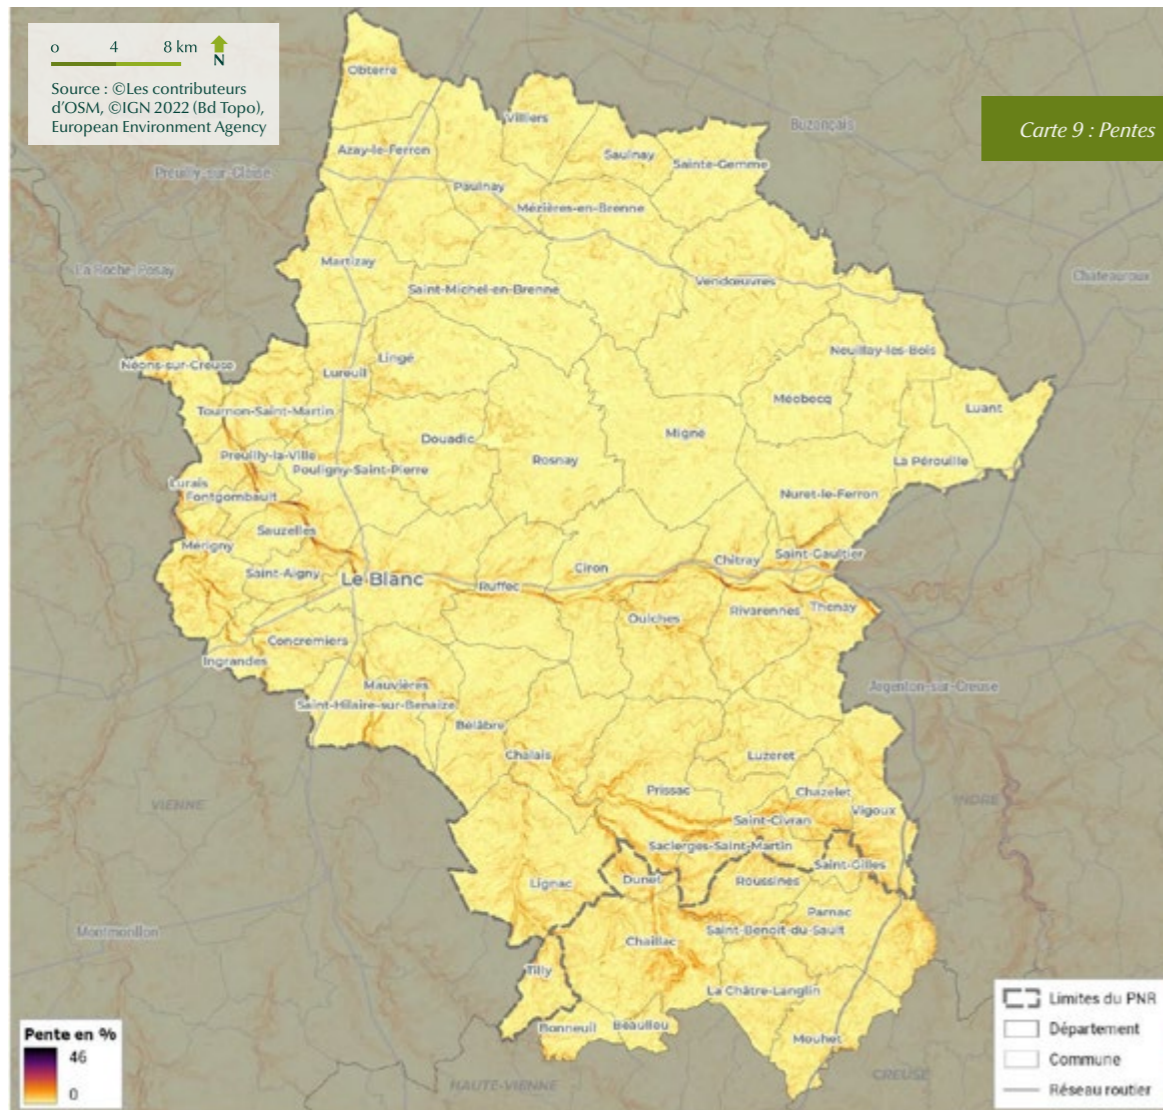 o 4 8 km
N
Source : ©Les contributeurs
d'OSM, ©IGN 2022 (Bd Topo),
European Environment Agency
Carte 9 : Pentes
Obterre
Villiers
Buzançais
Azay-le-Ferron
Saulnay
Sainte-Gemme
Preuilly-sur-Claise
Paulnay
Mézières-en-Brenne
Martizay
La Roche-Posay
Vendœuvres
Châteauroux
Saint-Michel-en-Brenne
Neuillay-les-Bois
Néons-sur-Creuse
Lingé
Lureuil
Méobecq
Luant
Tournon-Saint-Martin
Douadic
Migné
Preuilly-la-Ville
Pouligny-Saint-Pierre
Rosnay
La Pérouille
Lurais
Fontgombault
Nuret-le-Ferron
Sauzelles
Mérigny
Saint-Gaultier
Chitray
Ciron
Saint-Aigny
Le Blanc
Ruffec
Rivarennes
Thenay
Oulches
Concremiers
Ingrandes
Mauvières
Argenton-sur-Creuse
Saint-Hilaire-sur-Benaize
Bélâbre
Chalais
Luzeret
Prissac
Chazelet
VIENNE
INDRE
Vigoux
Saint-Civran
Sacierges-Saint-Martin
Saint-Gilles
Lignac
Dunet
Roussines
Parnac
Montmorillon
Saint-Benoît-du-Sault
Chaillac
Tilly
La Châtre-Langlin
Bonneuil
Beaulieu
Mouhet
HAUTE-VIENNE
CREUSE
Pente en %
46
0
Limites du PNR
Département
Commune
Réseau routier